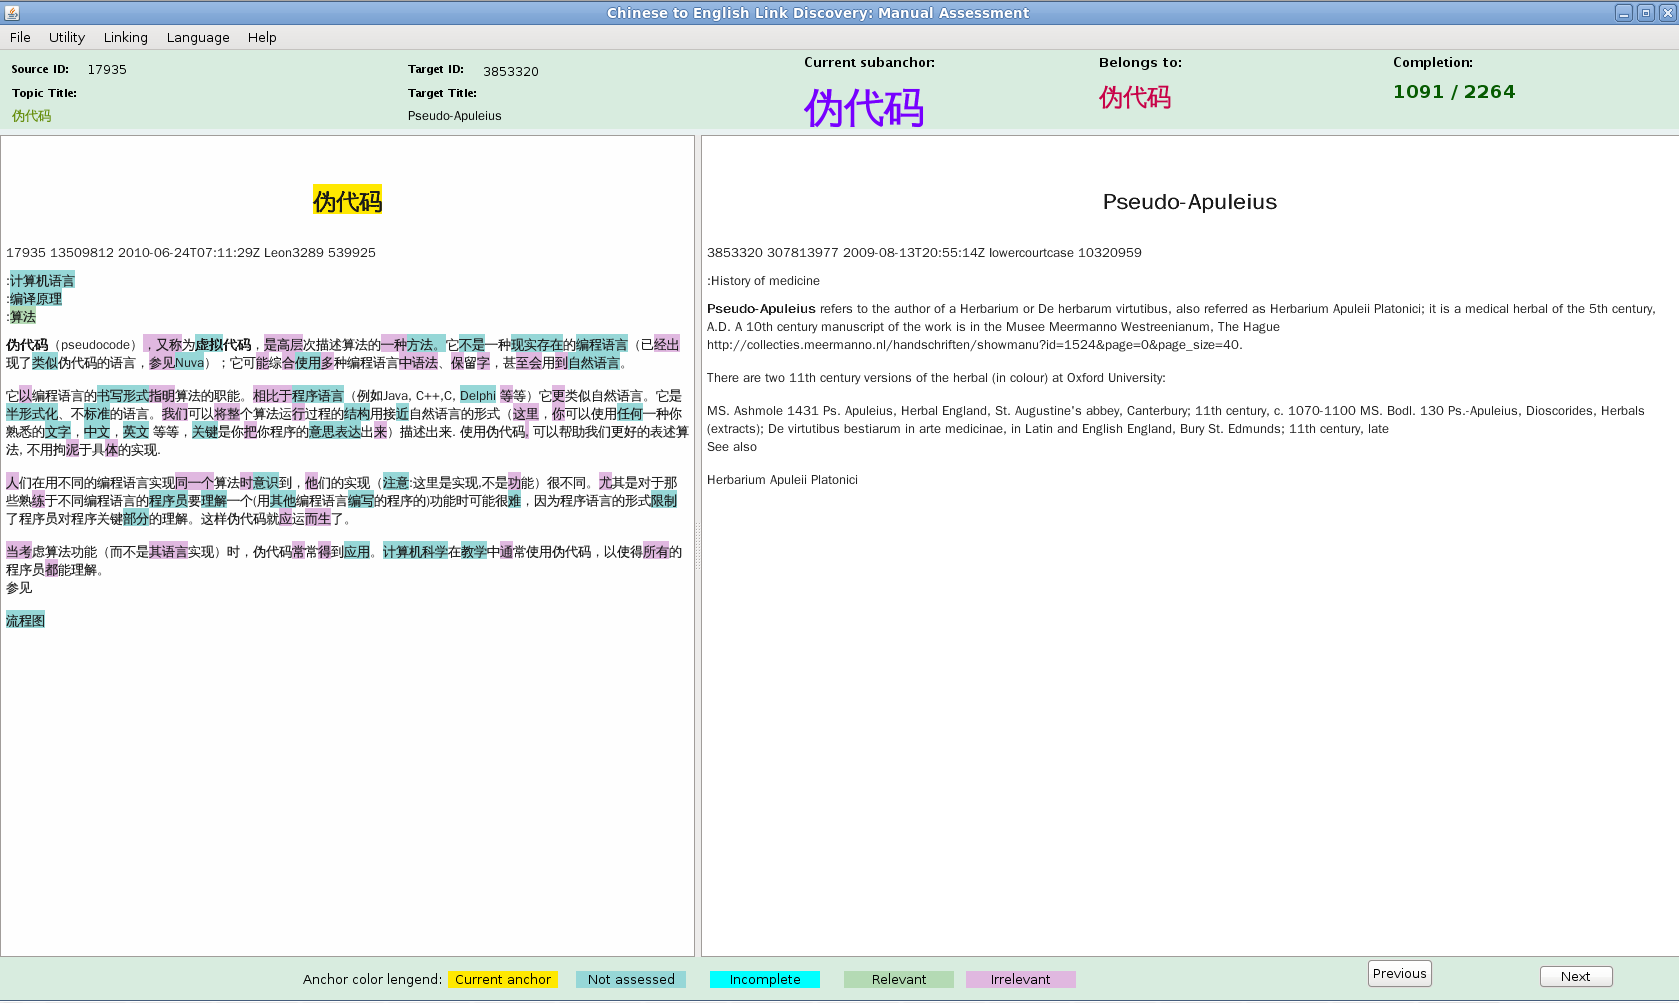 Chinese to English Link Discovery: Manual Assessment
File Utility Linking Language Help
Source ID: 17935
Topic Title:
伪代码
Target ID: 3853320
Target Title:
Pseudo-Apuleius
Current subanchor:
伪代码
Belongs to:
伪代码
Completion:
1091 / 2264
伪代码
17935 13509812 2010-06-24T07:11:29Z Leon3289 539925
:计算机语言
:编译原理
:算法
伪代码（pseudocode），又称为虚拟代码，是高层次描述算法的一种方法。它不是一种现实存在的编程语言（已经出
现了类似伪代码的语言，参见Nuva）；它可能综合使用多种编程语言中语法、保留字，甚至会用到自然语言。
它以编程语言的书写形式指明算法的职能。相比于程序语言（例如Java, C++,C, Delphi 等等）它更类似自然语言。它是
半形式化、不标准的语言。我们可以将整个算法运行过程的结构用接近自然语言的形式（这里，你可以使用任何一种你
熟悉的文字，中文，英文 等等，关键是你把你程序的意思表达出来）描述出来. 使用伪代码, 可以帮助我们更好的表述算
法, 不用拘泥于具体的实现.
人们在用不同的编程语言实现同一个算法时意识到，他们的实现（注意:这里是实现,不是功能）很不同。尤其是对于那
些熟练于不同编程语言的程序员要理解一个(用其他编程语言编写的程序的)功能时可能很难，因为程序语言的形式限制
了程序员对程序关键部分的理解。这样伪代码就应运而生了。
当考虑算法功能（而不是其语言实现）时，伪代码常常得到应用。计算机科学在教学中通常使用伪代码，以使得所有的
程序员都能理解。
参见
流程图
Pseudo-Apuleius
3853320 307813977 2009-08-13T20:55:14Z lowercourtcase 10320959
:History of medicine
Pseudo-Apuleius refers to the author of a Herbarium or De herbarum virtutibus, also referred as Herbarium Apuleii Platonici; it is a medical herbal of the 5th century,
A.D. A 10th century manuscript of the work is in the Musee Meermanno Westreenianum, The Hague
http://collecties.meermanno.nl/handschriften/showmanu?id=1524&page=0&page_size=40.
There are two 11th century versions of the herbal (in colour) at Oxford University:
MS. Ashmole 1431 Ps. Apuleius, Herbal England, St. Augustine's abbey, Canterbury; 11th century, c. 1070-1100 MS. Bodl. 130 Ps.-Apuleius, Dioscorides, Herbals
(extracts); De virtutibus bestiarum in arte medicinae, in Latin and English England, Bury St. Edmunds; 11th century, late
See also
Herbarium Apuleii Platonici
Anchor color lengend: Current anchor Not assessed Incomplete Relevant Irrelevant
Previous Next